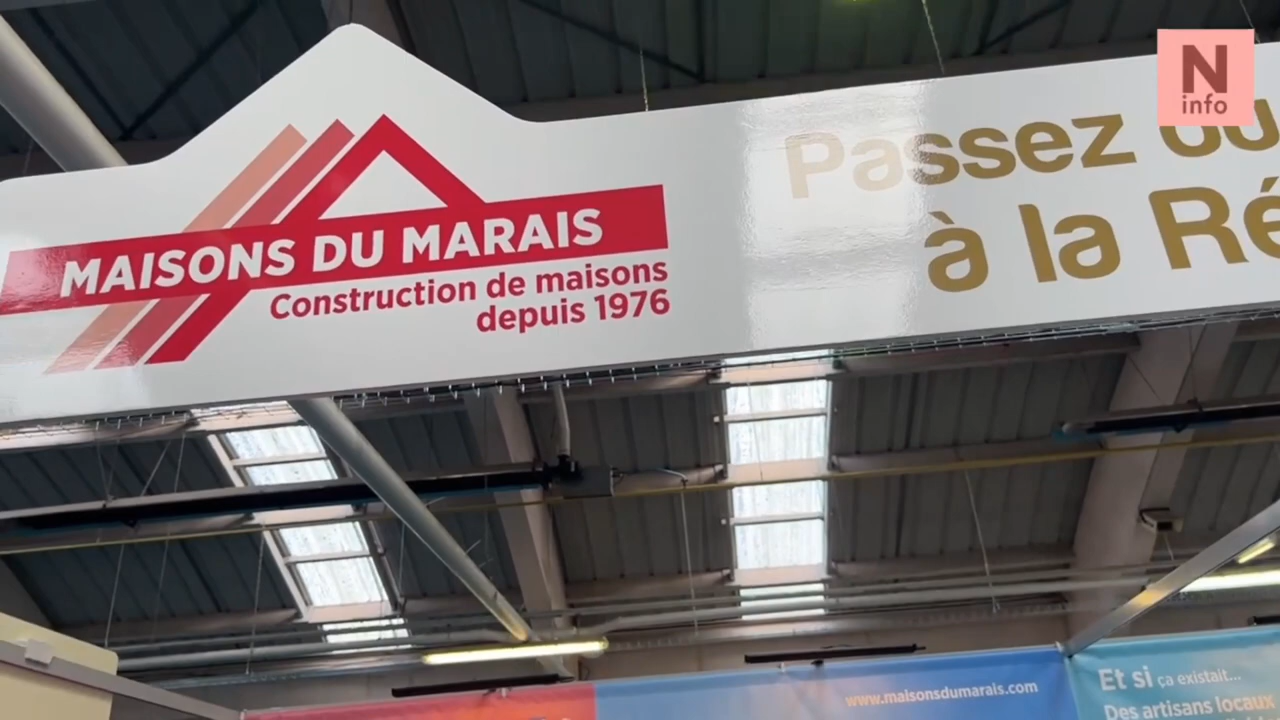 N
info
MAISONS DU MARAIS
Construction de maisons
depuis 1976
Passez
à la
www.maisonsdumarais.com
Et si ça existait...
Des artisans locaux